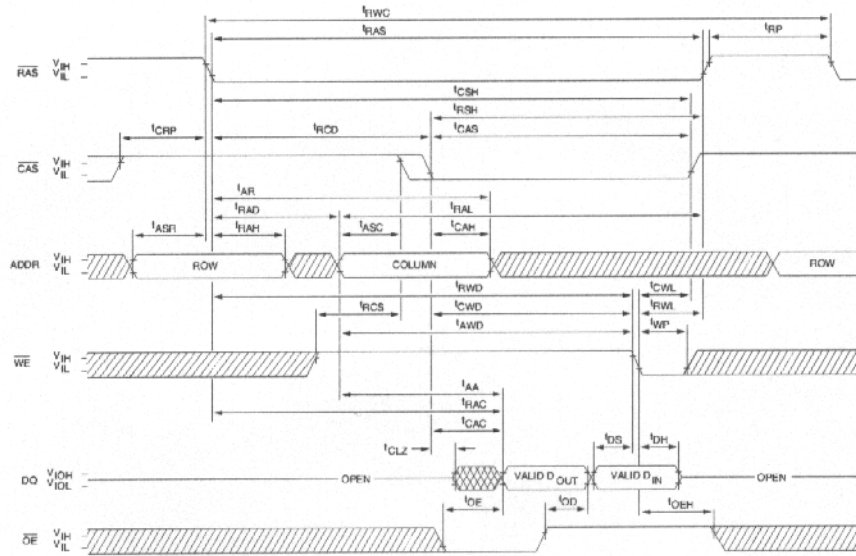 tRWC
tRAS
tRP
RAS
VIH
VIL
tCSH
tRSH
tCRP
tRCD
tCAS
CAS
VIH
VIL
tAR
tRAD
tRAL
tASR
tRAH
tASC
tCAH
ADDR
VIH
VIL
ROW
COLUMN
ROW
tRWD
tCWL
tRCS
tCWD
tRWL
tAWD
tWP
WE
VIH
VIL
tAA
tRAC
tCAC
tCLZ
tDS
tDH
DQ
VIOH
VIOL
OPEN
VALID DOUT
VALID DIN
OPEN
tOE
tOD
tOEH
OE
VIH
VIL